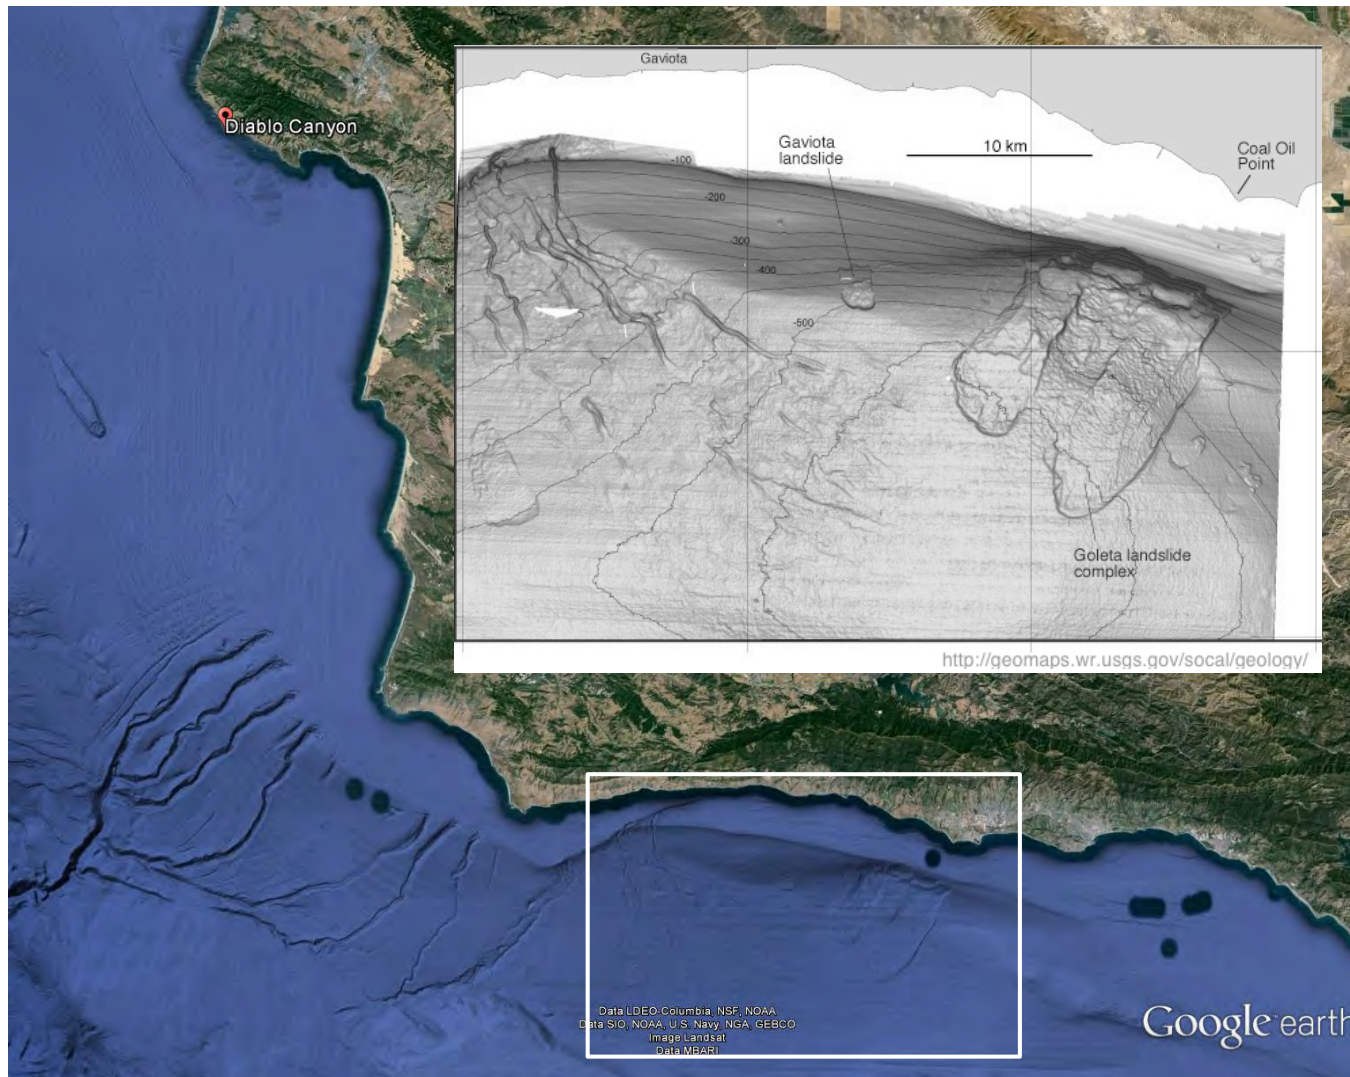 Diablo Canyon
Gaviota
Gaviota
landslide
10 km
Coal Oil
Point
-100
-200
-300
-400
-500
Goleta landslide
complex
http://geomaps.wr.usgs.gov/socal/geology/
Data LDEO-Columbia, NSF, NOAA
Data SIO, NOAA, U.S. Navy, NGA, GEBCO
Image Landsat
Data MBARI
Google earth